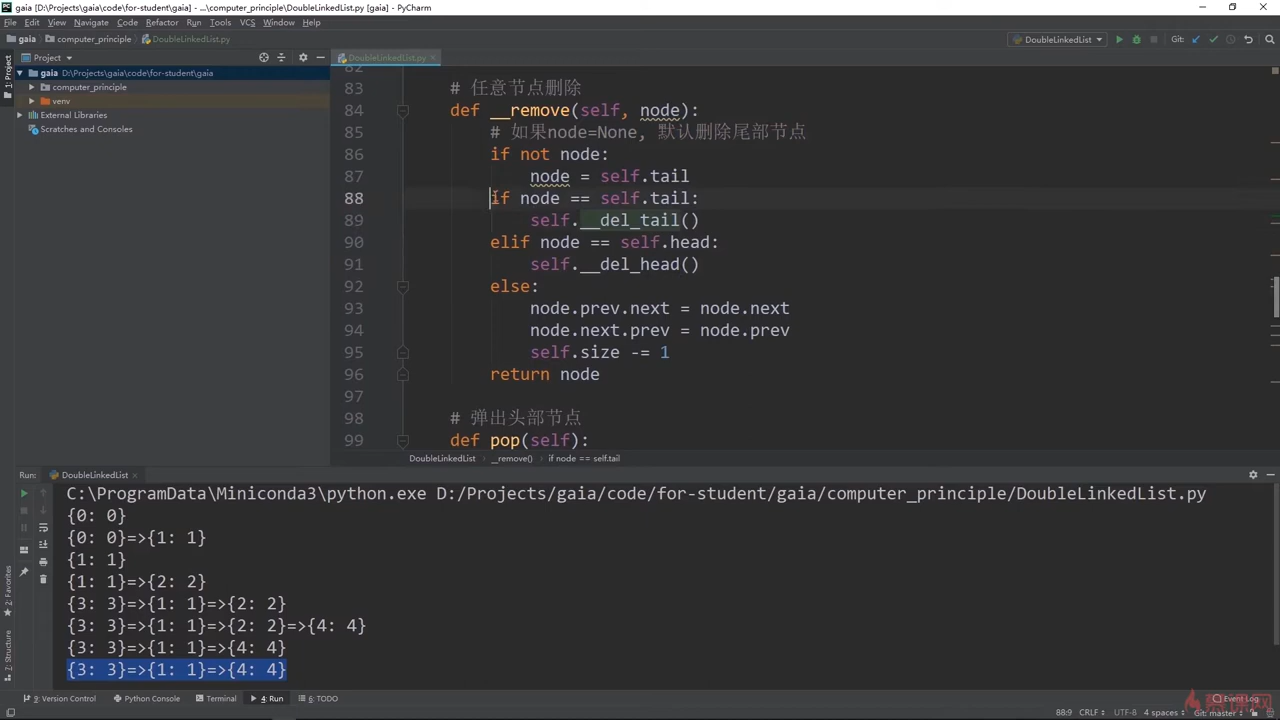 gaia [D:\Projects\gaia\code\for-student\gaia] - ...\computer_principle\DoubleLinkedList.py [gaia] - PyCharm
File Edit View Navigate Code Refactor Run Tools VCS Window Help
gaia computer_principle DoubleLinkedList.py
DoubleLinkedList Git:
Project
DoubleLinkedList.py
1: Project
gaia D:\Projects\gaia\code\for-student\gaia
computer_principle
venv
External Libraries
Scratches and Consoles
82
83 # 任意节点删除
84 def __remove(self, node):
85 # 如果node=None, 默认删除尾部节点
86 if not node:
87 node = self.tail
88 if node == self.tail:
89 self.__del_tail()
90 elif node == self.head:
91 self.__del_head()
92 else:
93 node.prev.next = node.next
94 node.next.prev = node.prev
95 self.size -= 1
96 return node
97
98 # 弹出头部节点
99 def pop(self):
DoubleLinkedList __remove() if node == self.tail
Run: DoubleLinkedList
C:\ProgramData\Miniconda3\python.exe D:/Projects/gaia/code/for-student/gaia/computer_principle/DoubleLinkedList.py
{0: 0}
{0: 0}=>{1: 1}
{1: 1}
{1: 1}=>{2: 2}
{3: 3}=>{1: 1}=>{2: 2}
{3: 3}=>{1: 1}=>{2: 2}=>{4: 4}
{3: 3}=>{1: 1}=>{4: 4}
{3: 3}=>{1: 1}=>{4: 4}
2: Favorites
7: Structure
9: Version Control Python Console Terminal 4: Run 6: TODO
Event Log
88:9 CRLF UTF-8 4 spaces Git: master